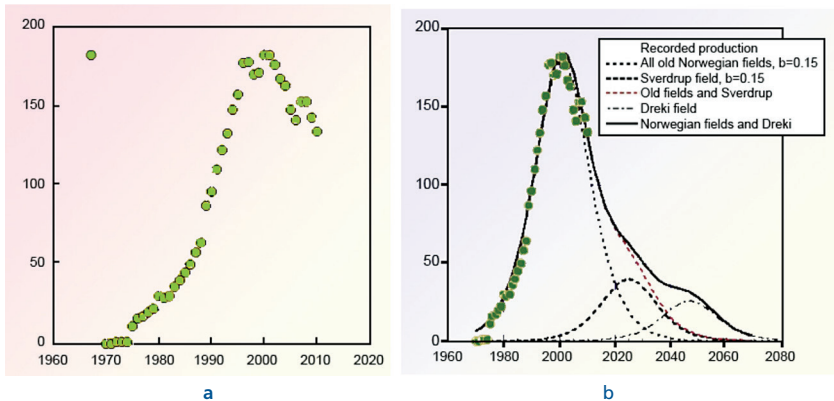 200
150
100
50
0
1960 1970 1980 1990 2000 2010 2020
a
200
150
100
50
0
1960 1980 2000 2020 2040 2060 2080
Recorded production
All old Norwegian fields, b=0.15
Sverdrup field, b=0.15
Old fields and Sverdrup
Dreki field
Norwegian fields and Dreki
b